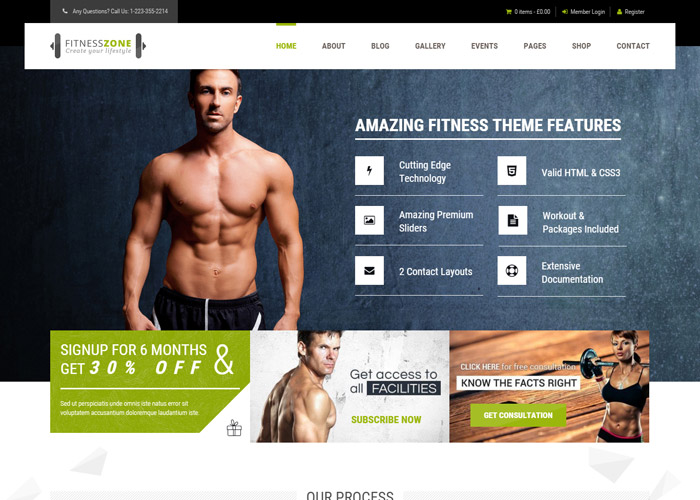 Any Questions? Call Us: 1-223-355-2214
0 items - £0.00
Member Login
Register
FITNESSZONE
Create your lifestyle
HOME
ABOUT
BLOG
GALLERY
EVENTS
PAGES
SHOP
CONTACT
AMAZING FITNESS THEME FEATURES
Cutting Edge
Technology
Valid HTML & CSS3
Amazing Premium
Sliders
Workout &
Packages Included
2 Contact Layouts
Extensive
Documentation
SIGNUP FOR 6 MONTHS
&
GET 30% OFF
Sed ut perspiciatis unde omnis iste natus error sit
voluptatem accusantium doloremque laudantium iste.
Get access to
all FACILITIES
SUBSCRIBE NOW
CLICK HERE for free consultation
KNOW THE FACTS RIGHT
GET CONSULTATION
OUR PROCESS